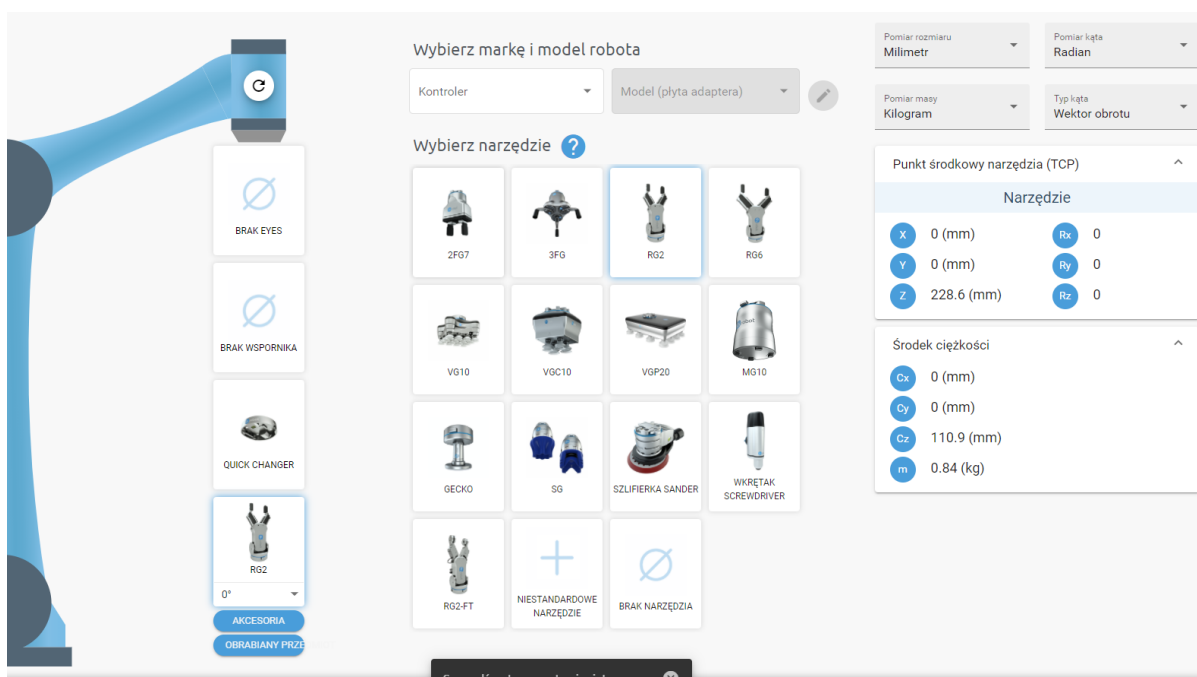 Wybierz markę i model robota
Kontroler
Model (płyta adaptera)
Wybierz narzędzie ?
2FG7
3FG
RG2
RG6
VG10
VGC10
VGP20
MG10
GECKO
SG
SZLIFIERKA SANDER
WKRĘTAK
SCREWDRIVER
RG2-FT
NIESTANDARDOWE
NARZĘDZIE
BRAK NARZĘDZIA
BRAK EYES
BRAK WSPORNIKA
QUICK CHANGER
RG2
0°
AKCESORIA
OBRABIANY PRZE
Pomiar rozmiaru
Milimetr
Pomiar kąta
Radian
Pomiar masy
Kilogram
Typ kąta
Wektor obrotu
Punkt środkowy narzędzia (TCP)
Narzędzie
X 0 (mm) Rx 0
Y 0 (mm) Ry 0
Z 228.6 (mm) Rz 0
Środek ciężkości
Cx 0 (mm)
Cy 0 (mm)
Cz 110.9 (mm)
m 0.84 (kg)